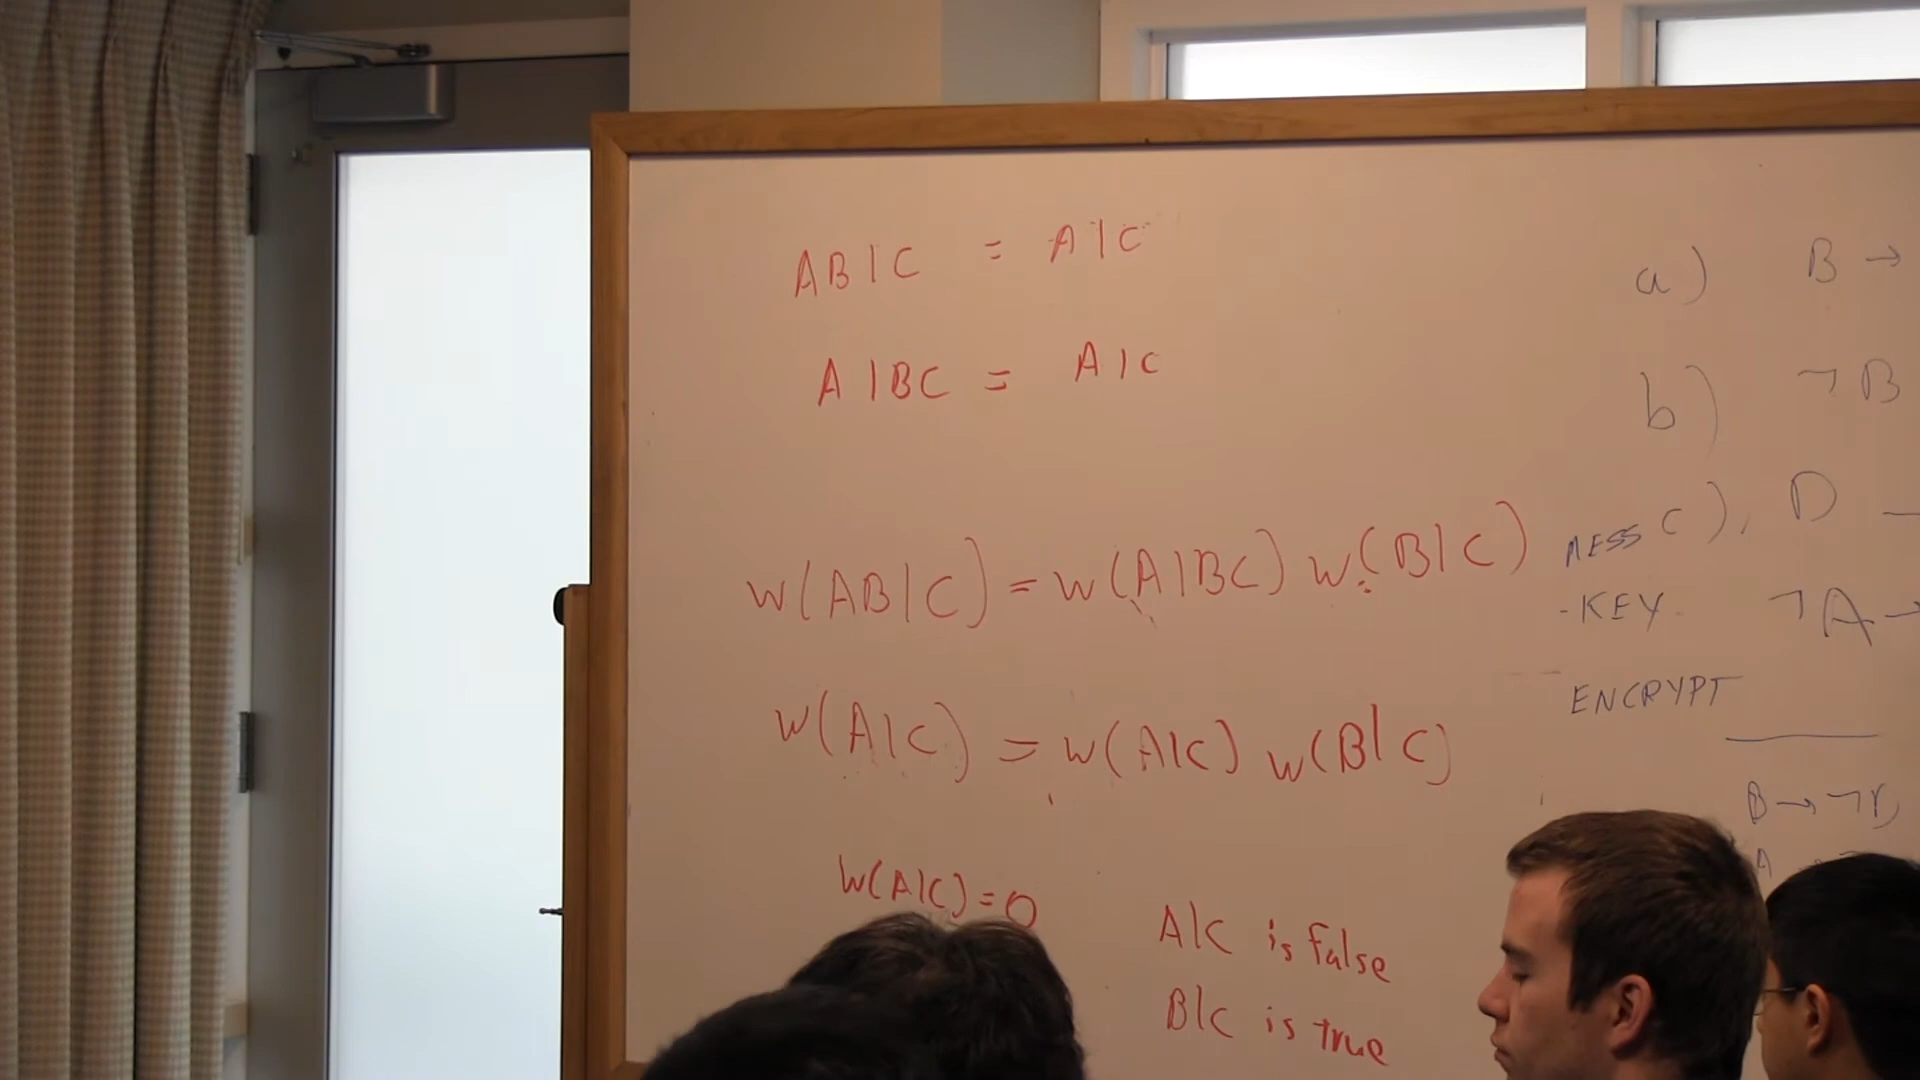 AB|C = A|C
A|BC = A|C
w(AB|C) = w(A|BC) w(B|C)
w(A|C) = w(A|C) w(B|C)
w(A|C) = 0
A|C is false
B|C is true
a) B →
b) ¬B
c), D
MESS
-KEY ¬A →
ENCRYPT
B → ¬D
A